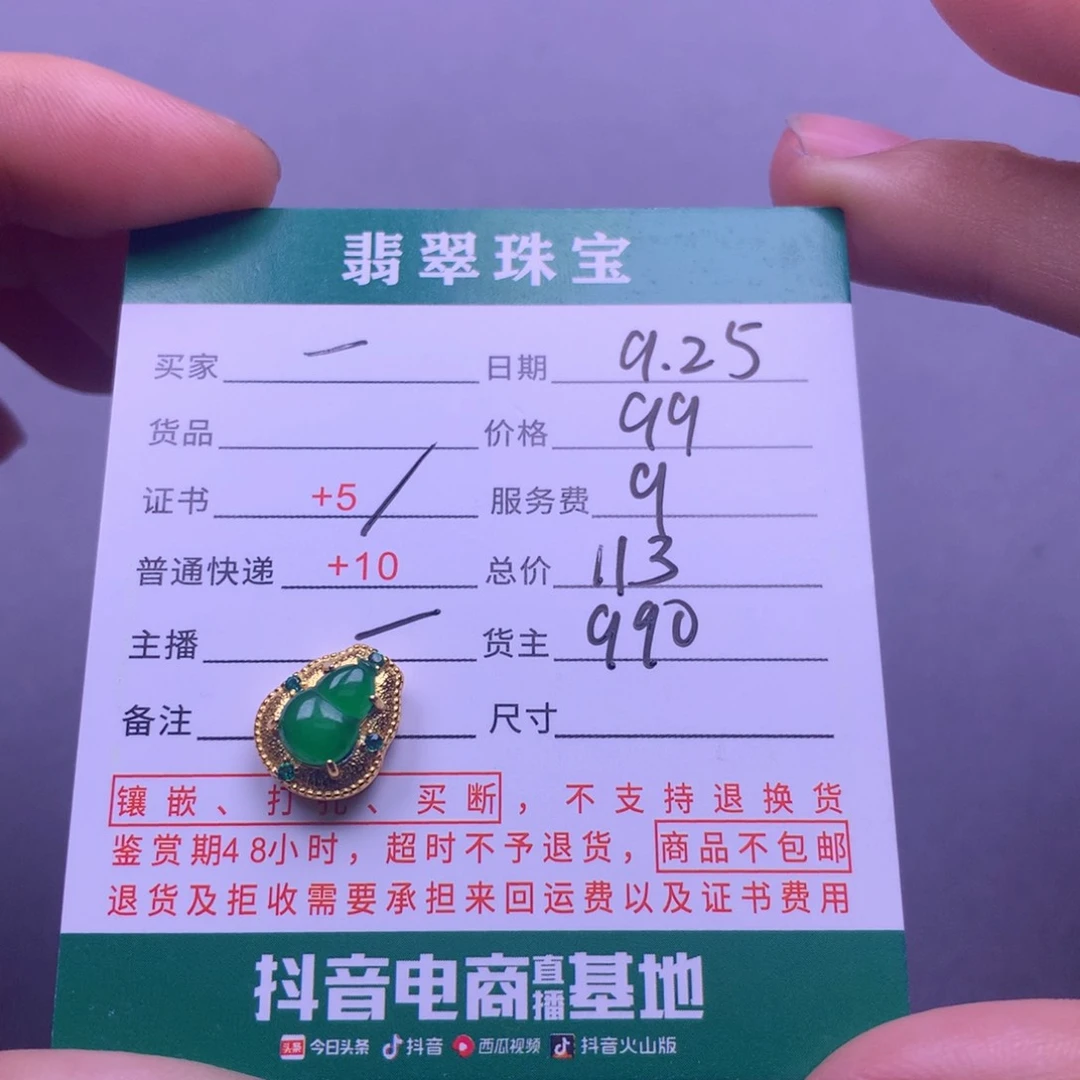 翡翠珠宝
买家 一 日期 9.25
货品 价格 99
证书 +5 服务费 9
普通快递 +10 总价 113
主播 货主 990
备注 尺寸
镶嵌、打孔、买断，不支持退换货
鉴赏期48小时，超时不予退货，商品不包邮
退货及拒收需要承担来回运费以及证书费用
抖音电商直播基地
头条 今日头条 抖音 西瓜视频 抖音火山版